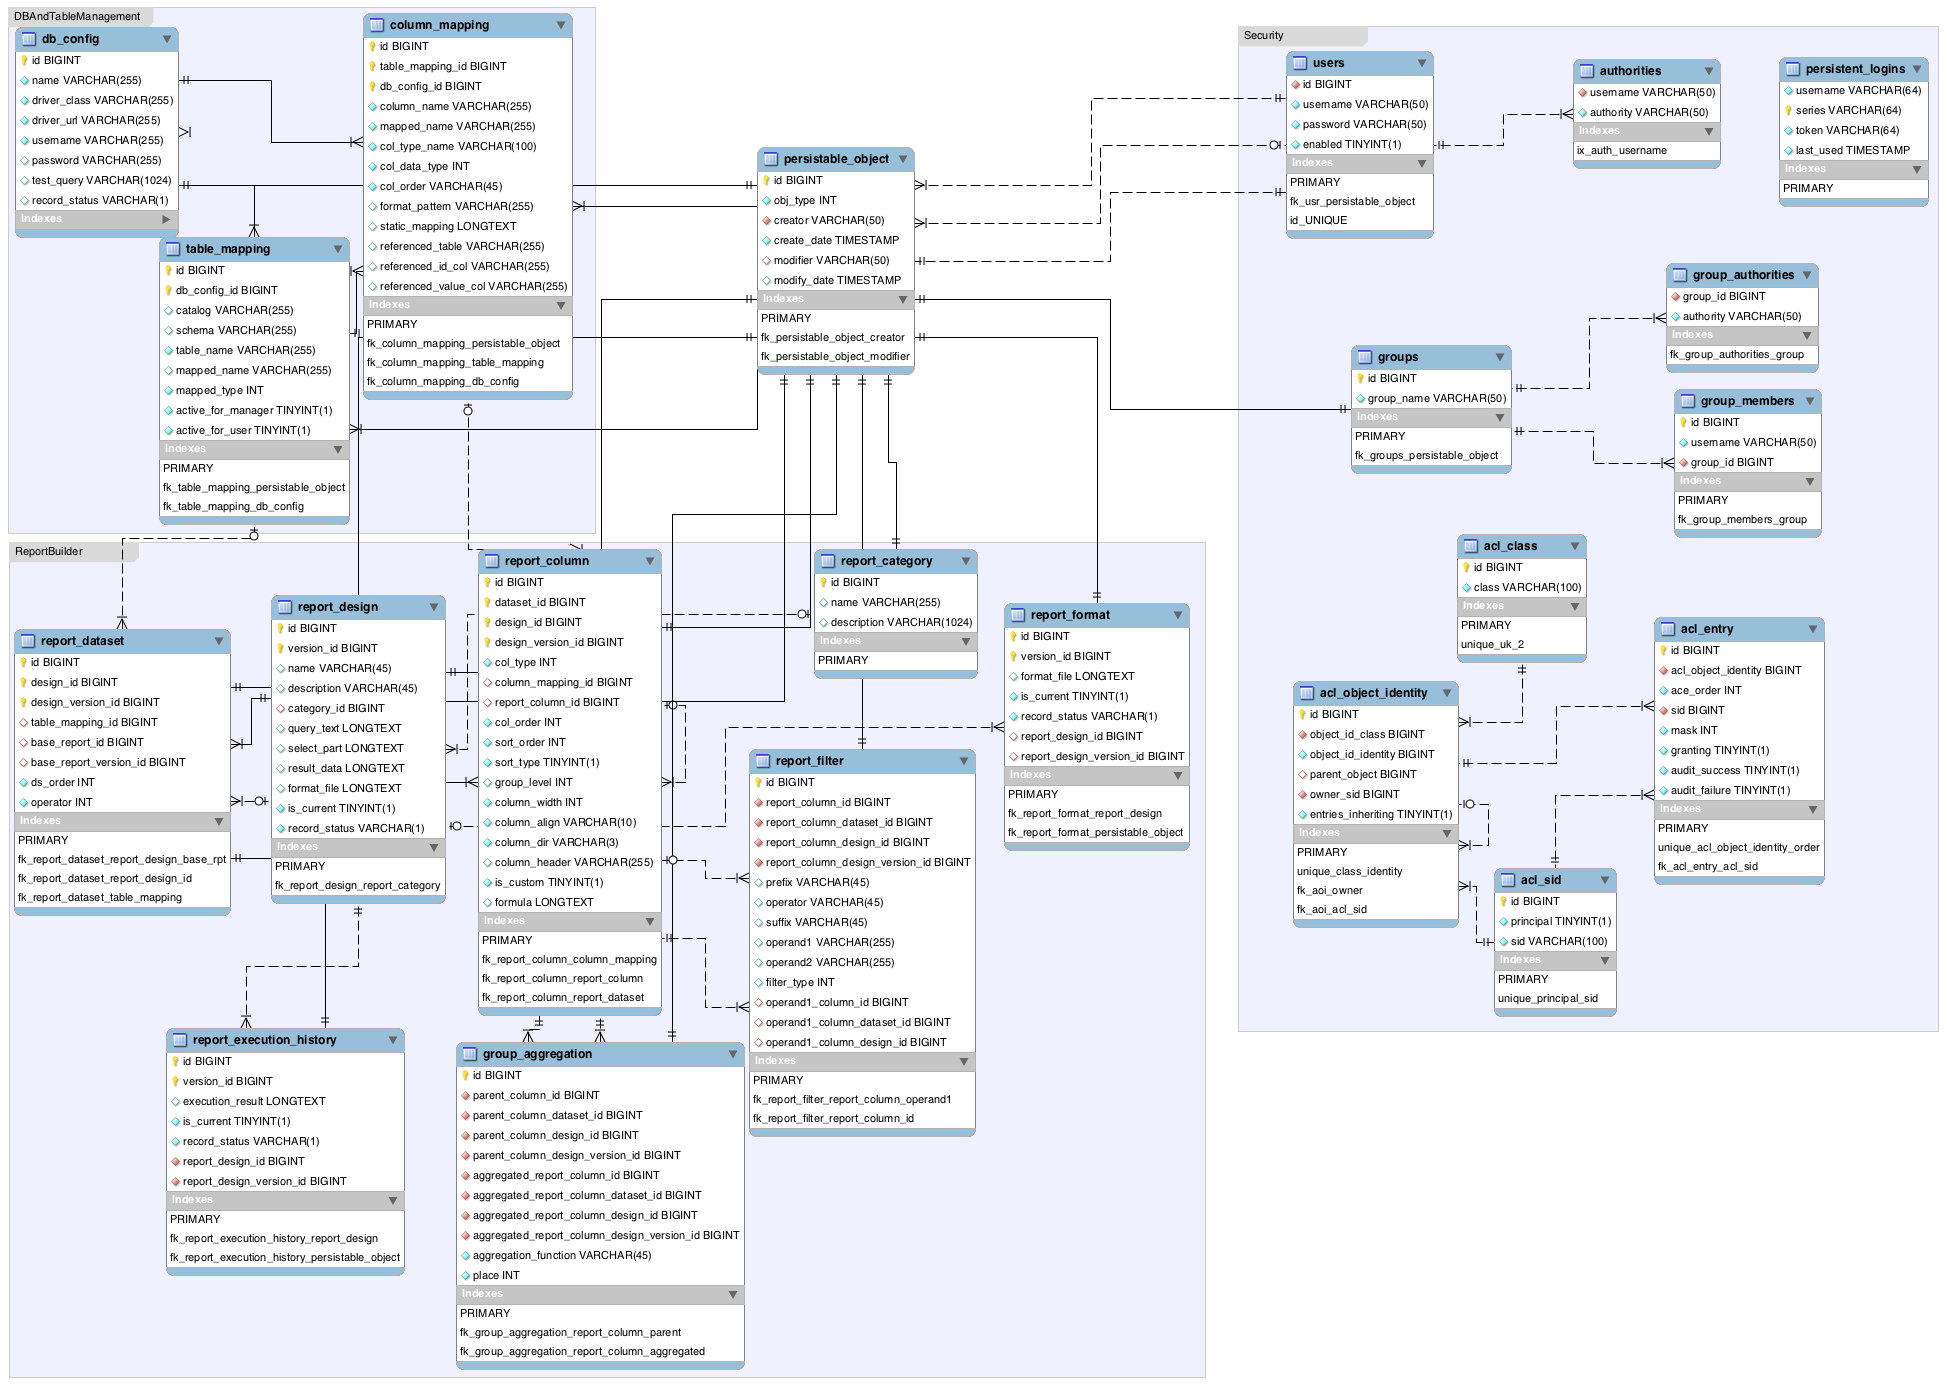 DBAndTableManagement
db_config
id BIGINT
name VARCHAR(255)
driver_class VARCHAR(255)
driver_url VARCHAR(255)
username VARCHAR(255)
password VARCHAR(255)
test_query VARCHAR(1024)
record_status VARCHAR(1)
Indexes
column_mapping
id BIGINT
table_mapping_id BIGINT
db_config_id BIGINT
column_name VARCHAR(255)
mapped_name VARCHAR(255)
col_type_name VARCHAR(100)
col_data_type INT
col_order VARCHAR(45)
format_pattern VARCHAR(255)
static_mapping LONGTEXT
referenced_table VARCHAR(255)
referenced_id_col VARCHAR(255)
referenced_value_col VARCHAR(255)
Indexes
PRIMARY
fk_column_mapping_persistable_object
fk_column_mapping_table_mapping
fk_column_mapping_db_config
table_mapping
id BIGINT
db_config_id BIGINT
catalog VARCHAR(255)
schema VARCHAR(255)
table_name VARCHAR(255)
mapped_name VARCHAR(255)
mapped_type INT
active_for_manager TINYINT(1)
active_for_user TINYINT(1)
Indexes
PRIMARY
fk_table_mapping_persistable_object
fk_table_mapping_db_config
persistable_object
id BIGINT
obj_type INT
creator VARCHAR(50)
create_date TIMESTAMP
modifier VARCHAR(50)
modify_date TIMESTAMP
Indexes
PRIMARY
fk_persistable_object_creator
fk_persistable_object_modifier
Security
users
id BIGINT
username VARCHAR(50)
password VARCHAR(50)
enabled TINYINT(1)
Indexes
PRIMARY
fk_usr_persistable_object
id_UNIQUE
authorities
username VARCHAR(50)
authority VARCHAR(50)
Indexes
ix_auth_username
persistent_logins
username VARCHAR(64)
series VARCHAR(64)
token VARCHAR(64)
last_used TIMESTAMP
Indexes
PRIMARY
group_authorities
group_id BIGINT
authority VARCHAR(50)
Indexes
fk_group_authorities_group
groups
id BIGINT
group_name VARCHAR(50)
Indexes
PRIMARY
fk_groups_persistable_object
group_members
id BIGINT
username VARCHAR(50)
group_id BIGINT
Indexes
PRIMARY
fk_group_members_group
acl_class
id BIGINT
class VARCHAR(100)
Indexes
PRIMARY
unique_uk_2
acl_entry
id BIGINT
acl_object_identity BIGINT
ace_order INT
sid BIGINT
mask INT
granting TINYINT(1)
audit_success TINYINT(1)
audit_failure TINYINT(1)
Indexes
PRIMARY
unique_acl_object_identity_order
fk_acl_entry_acl_sid
acl_object_identity
id BIGINT
object_id_class BIGINT
object_id_identity BIGINT
parent_object BIGINT
owner_sid BIGINT
entries_inheriting TINYINT(1)
Indexes
PRIMARY
unique_class_identity
fk_aoi_owner
fk_aoi_acl_sid
acl_sid
id BIGINT
principal TINYINT(1)
sid VARCHAR(100)
Indexes
PRIMARY
unique_principal_sid
ReportBuilder
report_dataset
id BIGINT
design_id BIGINT
design_version_id BIGINT
table_mapping_id BIGINT
base_report_id BIGINT
base_report_version_id BIGINT
ds_order INT
operator INT
Indexes
PRIMARY
fk_report_dataset_report_design_base_rpt
fk_report_dataset_report_design_id
fk_report_dataset_table_mapping
report_design
id BIGINT
version_id BIGINT
name VARCHAR(45)
description VARCHAR(45)
category_id BIGINT
query_text LONGTEXT
select_part LONGTEXT
result_data LONGTEXT
format_file LONGTEXT
is_current TINYINT(1)
record_status VARCHAR(1)
Indexes
PRIMARY
fk_report_design_report_category
report_column
id BIGINT
dataset_id BIGINT
design_id BIGINT
design_version_id BIGINT
col_type INT
column_mapping_id BIGINT
report_column_id BIGINT
col_order INT
sort_order INT
sort_type TINYINT(1)
group_level INT
column_width INT
column_align VARCHAR(10)
column_dir VARCHAR(3)
column_header VARCHAR(255)
is_custom TINYINT(1)
formula LONGTEXT
Indexes
PRIMARY
fk_report_column_column_mapping
fk_report_column_report_column
fk_report_column_report_dataset
report_category
id BIGINT
name VARCHAR(255)
description VARCHAR(1024)
Indexes
PRIMARY
report_format
id BIGINT
version_id BIGINT
format_file LONGTEXT
is_current TINYINT(1)
record_status VARCHAR(1)
report_design_id BIGINT
report_design_version_id BIGINT
Indexes
PRIMARY
fk_report_format_report_design
fk_report_format_persistable_object
report_filter
id BIGINT
report_column_id BIGINT
report_column_dataset_id BIGINT
report_column_design_id BIGINT
report_column_design_version_id BIGINT
prefix VARCHAR(45)
operator VARCHAR(45)
suffix VARCHAR(45)
operand1 VARCHAR(255)
operand2 VARCHAR(255)
filter_type INT
operand1_column_id BIGINT
operand1_column_dataset_id BIGINT
operand1_column_design_id BIGINT
Indexes
PRIMARY
fk_report_filter_report_column_operand1
fk_report_filter_report_column_id
report_execution_history
id BIGINT
version_id BIGINT
execution_result LONGTEXT
is_current TINYINT(1)
record_status VARCHAR(1)
report_design_id BIGINT
report_design_version_id BIGINT
Indexes
PRIMARY
fk_report_execution_history_report_design
fk_report_execution_history_persistable_object
group_aggregation
id BIGINT
parent_column_id BIGINT
parent_column_dataset_id BIGINT
parent_column_design_id BIGINT
parent_column_design_version_id BIGINT
aggregated_report_column_id BIGINT
aggregated_report_column_dataset_id BIGINT
aggregated_report_column_design_id BIGINT
aggregated_report_column_design_version_id BIGINT
aggregation_function VARCHAR(45)
place INT
Indexes
PRIMARY
fk_group_aggregation_report_column_parent
fk_group_aggregation_report_column_aggregated